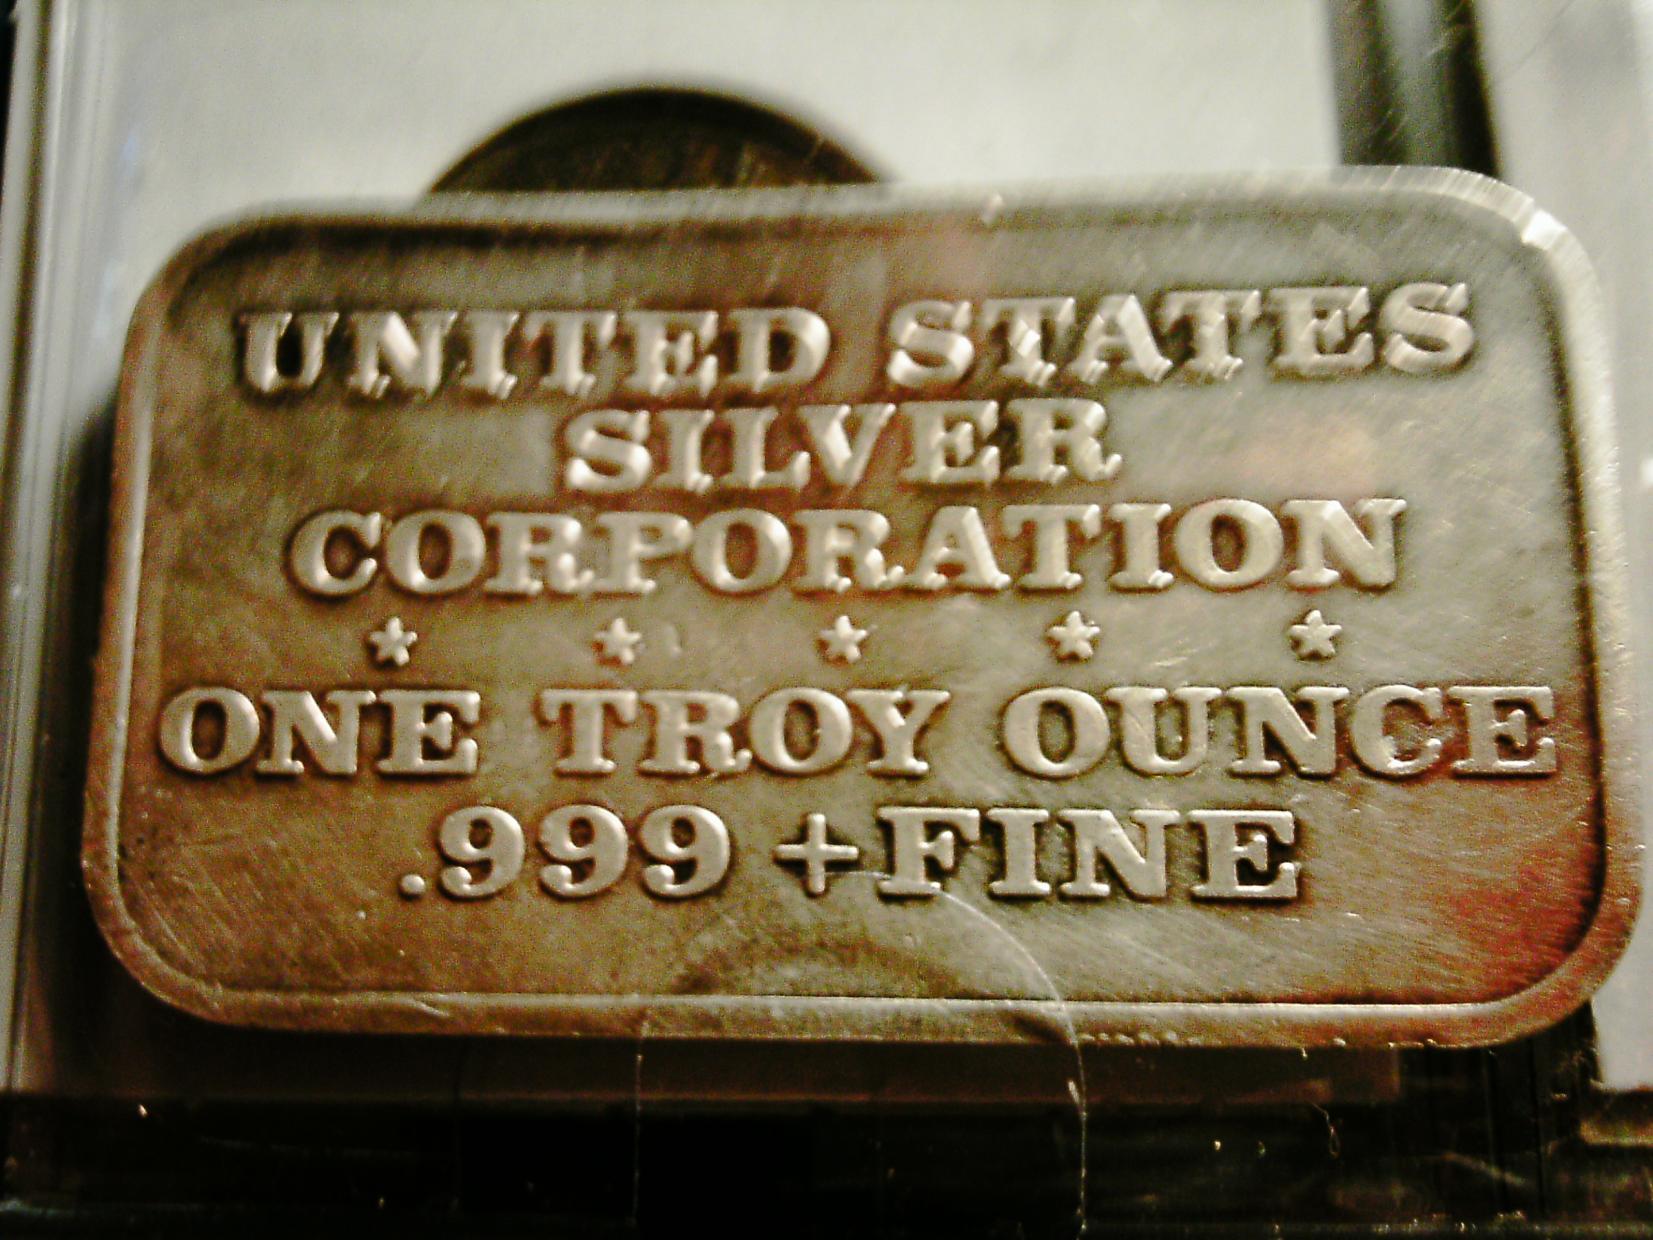 UNITED STATES
SILVER
CORPORATION
★ ★ ★ ★ ★
ONE TROY OUNCE
.999 +FINE